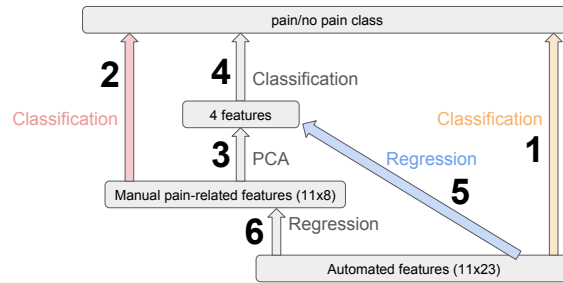 pain/no pain class
2
4
Classification
Classification
Classification
1
4 features
3
PCA
Regression
5
Manual pain-related features (11x8)
6
Regression
Automated features (11x23)